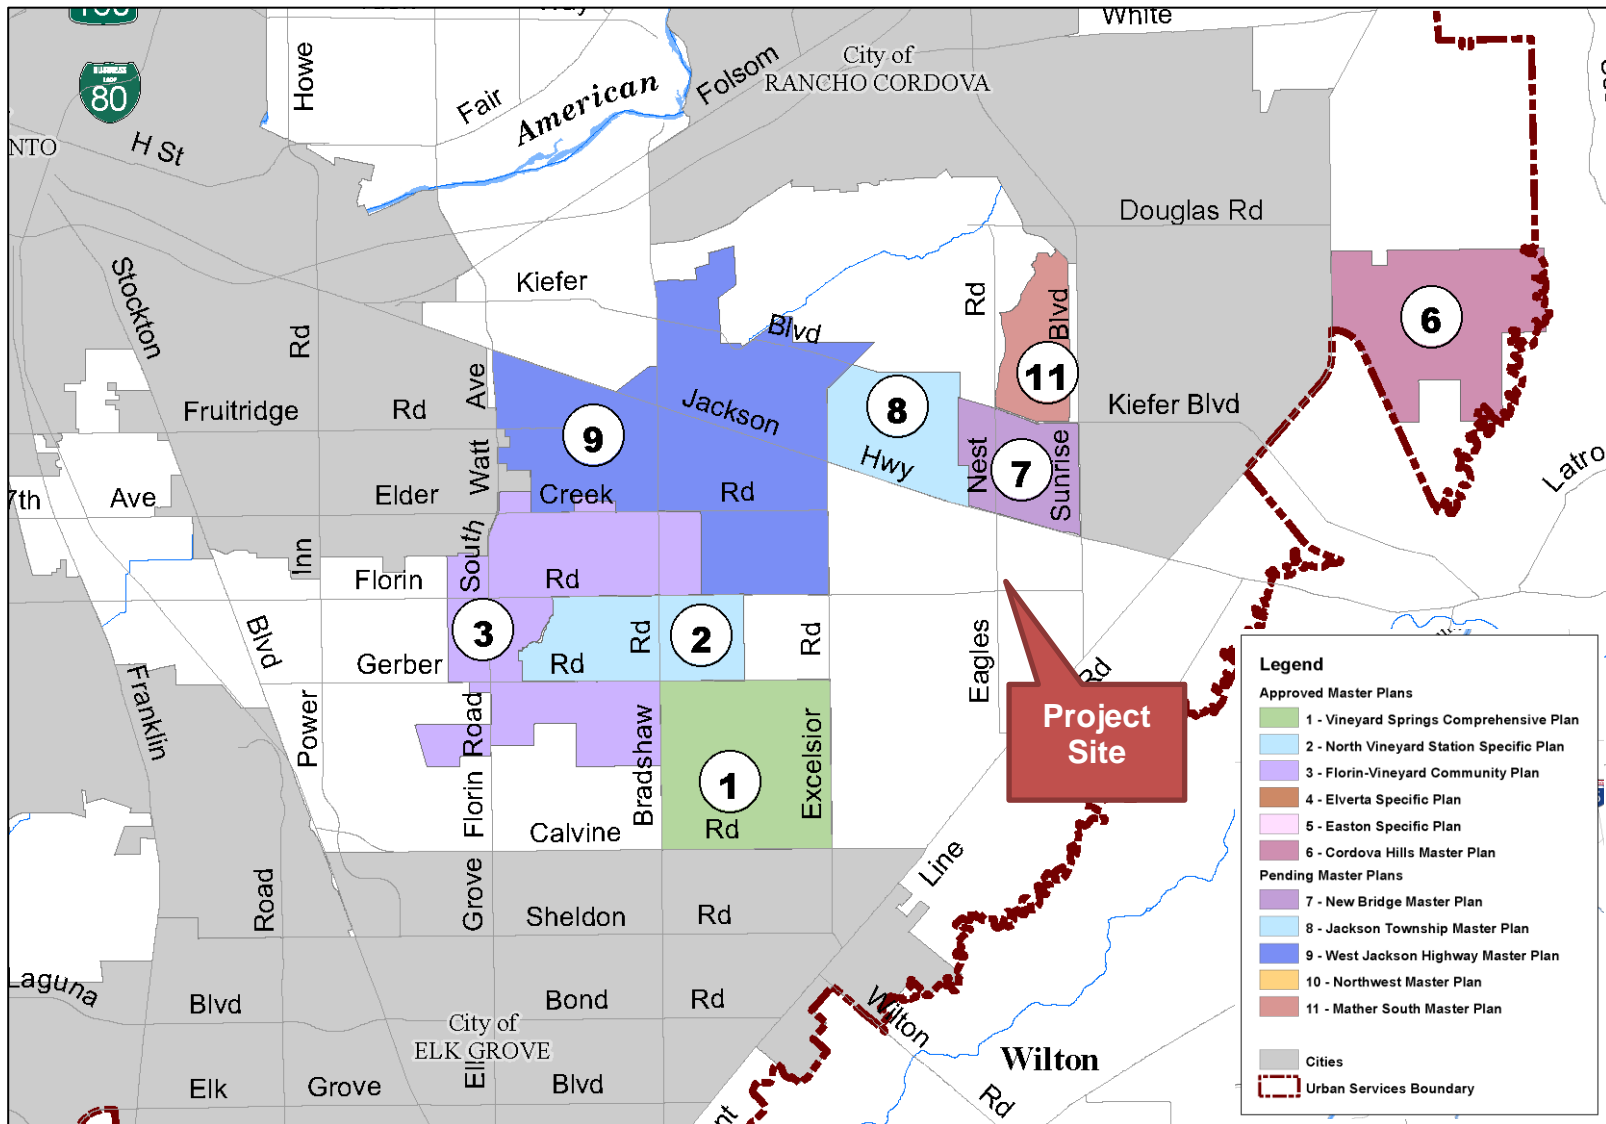 White
City of
RANCHO CORDOVA
80
Howe
Fair
American
Folsom
H St
NTO
Douglas Rd
Stockton
Kiefer
Rd
Rd
Blvd
Blvd
6
11
Fruitridge
Rd
Ave
Jackson
8
Kiefer Blvd
9
Hwy
Nest
7
Sunrise
Watt
Latro
7th
Ave
Elder
Creek
Rd
Inn
Florin
South
Rd
3
Rd
2
Rd
Eagles
Blvd
Gerber
Rd
Rd
Project
Site
Franklin
Power
Florin
Road
Bradshaw
1
Excelsior
Calvine
Rd
Line
Road
Grove
Sheldon
Rd
Laguna
Blvd
Bond
Rd
Wilton
City of
ELK GROVE
Wilton
Elk
Grove
Blvd
Rd
nt
Legend
Approved Master Plans
1 - Vineyard Springs Comprehensive Plan
2 - North Vineyard Station Specific Plan
3 - Florin-Vineyard Community Plan
4 - Elverta Specific Plan
5 - Easton Specific Plan
6 - Cordova Hills Master Plan
Pending Master Plans
7 - New Bridge Master Plan
8 - Jackson Township Master Plan
9 - West Jackson Highway Master Plan
10 - Northwest Master Plan
11 - Mather South Master Plan
Cities
Urban Services Boundary